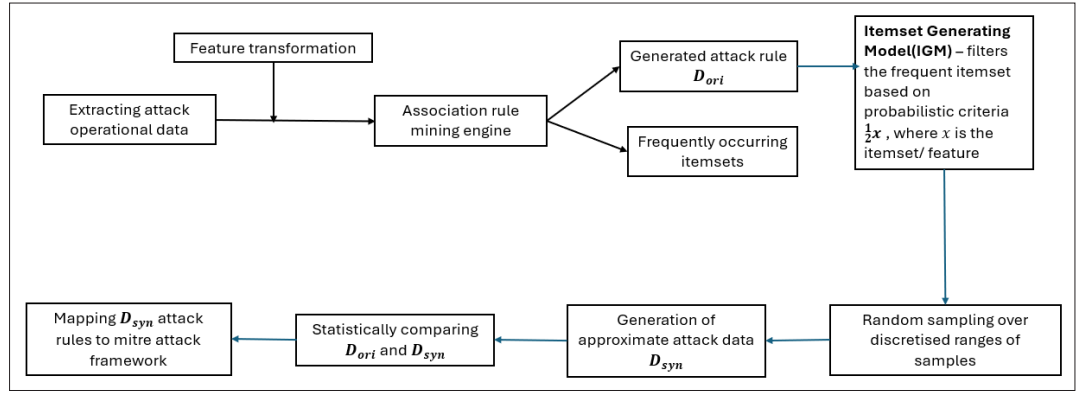 Feature transformation
Extracting attack
operational data
Association rule
mining engine
Generated attack rule
D_ori
Frequently occurring
itemsets
Itemset Generating
Model(IGM) – filters
the frequent itemset
based on
probabilistic criteria
½x , where x is the
itemset/ feature
Random sampling over
discretised ranges of
samples
Generation of
approximate attack data
D_syn
Statistically comparing
D_ori and D_syn
Mapping D_syn attack
rules to mitre attack
framework